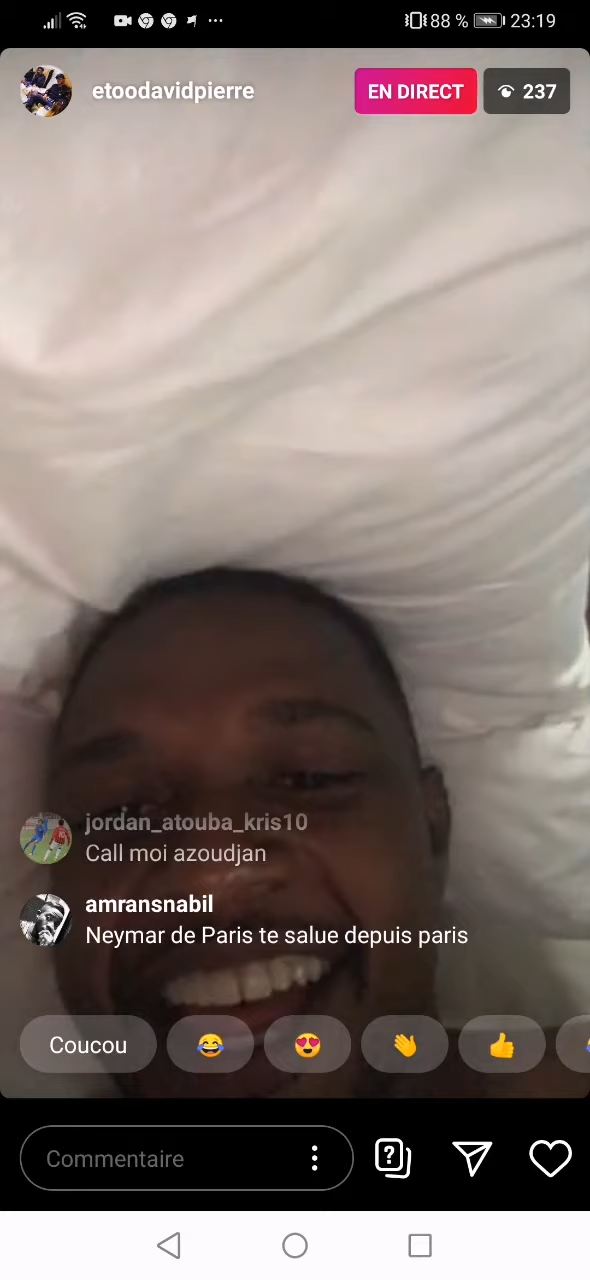 88 % 23:19
etoodavidpierre EN DIRECT 237
jordan_atouba_kris10
Call moi azoudjan
amransnabil
Neymar de Paris te salue depuis paris
Coucou
Commentaire